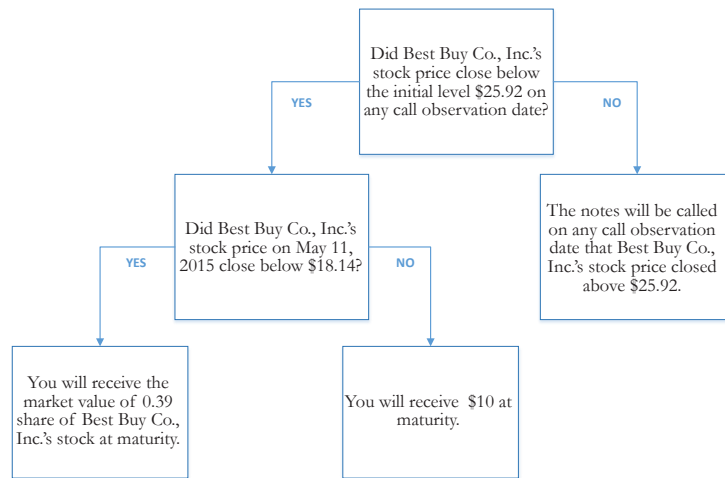 Did Best Buy Co., Inc.'s
stock price close below
the initial level $25.92 on
any call observation date?
YES
NO
Did Best Buy Co., Inc.'s
stock price on May 11,
2015 close below $18.14?
The notes will be called
on any call observation
date that Best Buy Co.,
Inc.'s stock price closed
above $25.92.
YES
NO
You will receive the
market value of 0.39
share of Best Buy Co.,
Inc.'s stock at maturity.
You will receive $10 at
maturity.